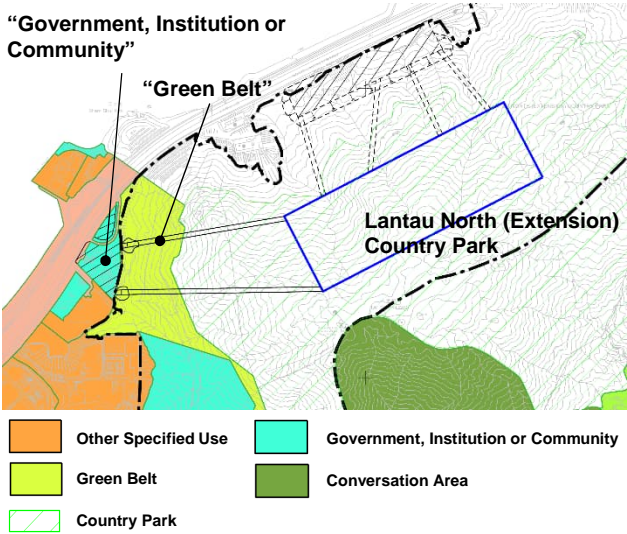 “Government, Institution or
Community”
“Green Belt”
Lantau North (Extension)
Country Park
Other Specified Use
Government, Institution or Community
Green Belt
Conversation Area
Country Park